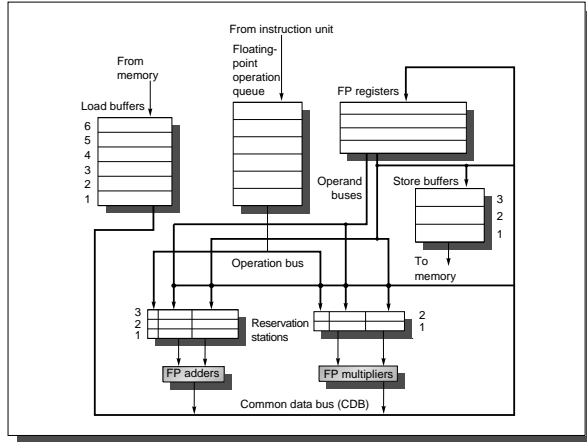 From instruction unit
Floating-
point
operation
queue
From
memory
Load buffers
6
5
4
3
2
1
FP registers
Operand
buses
Store buffers
3
2
1
To
memory
Operation bus
3
2
1
Reservation
stations
2
1
FP adders
FP multipliers
Common data bus (CDB)